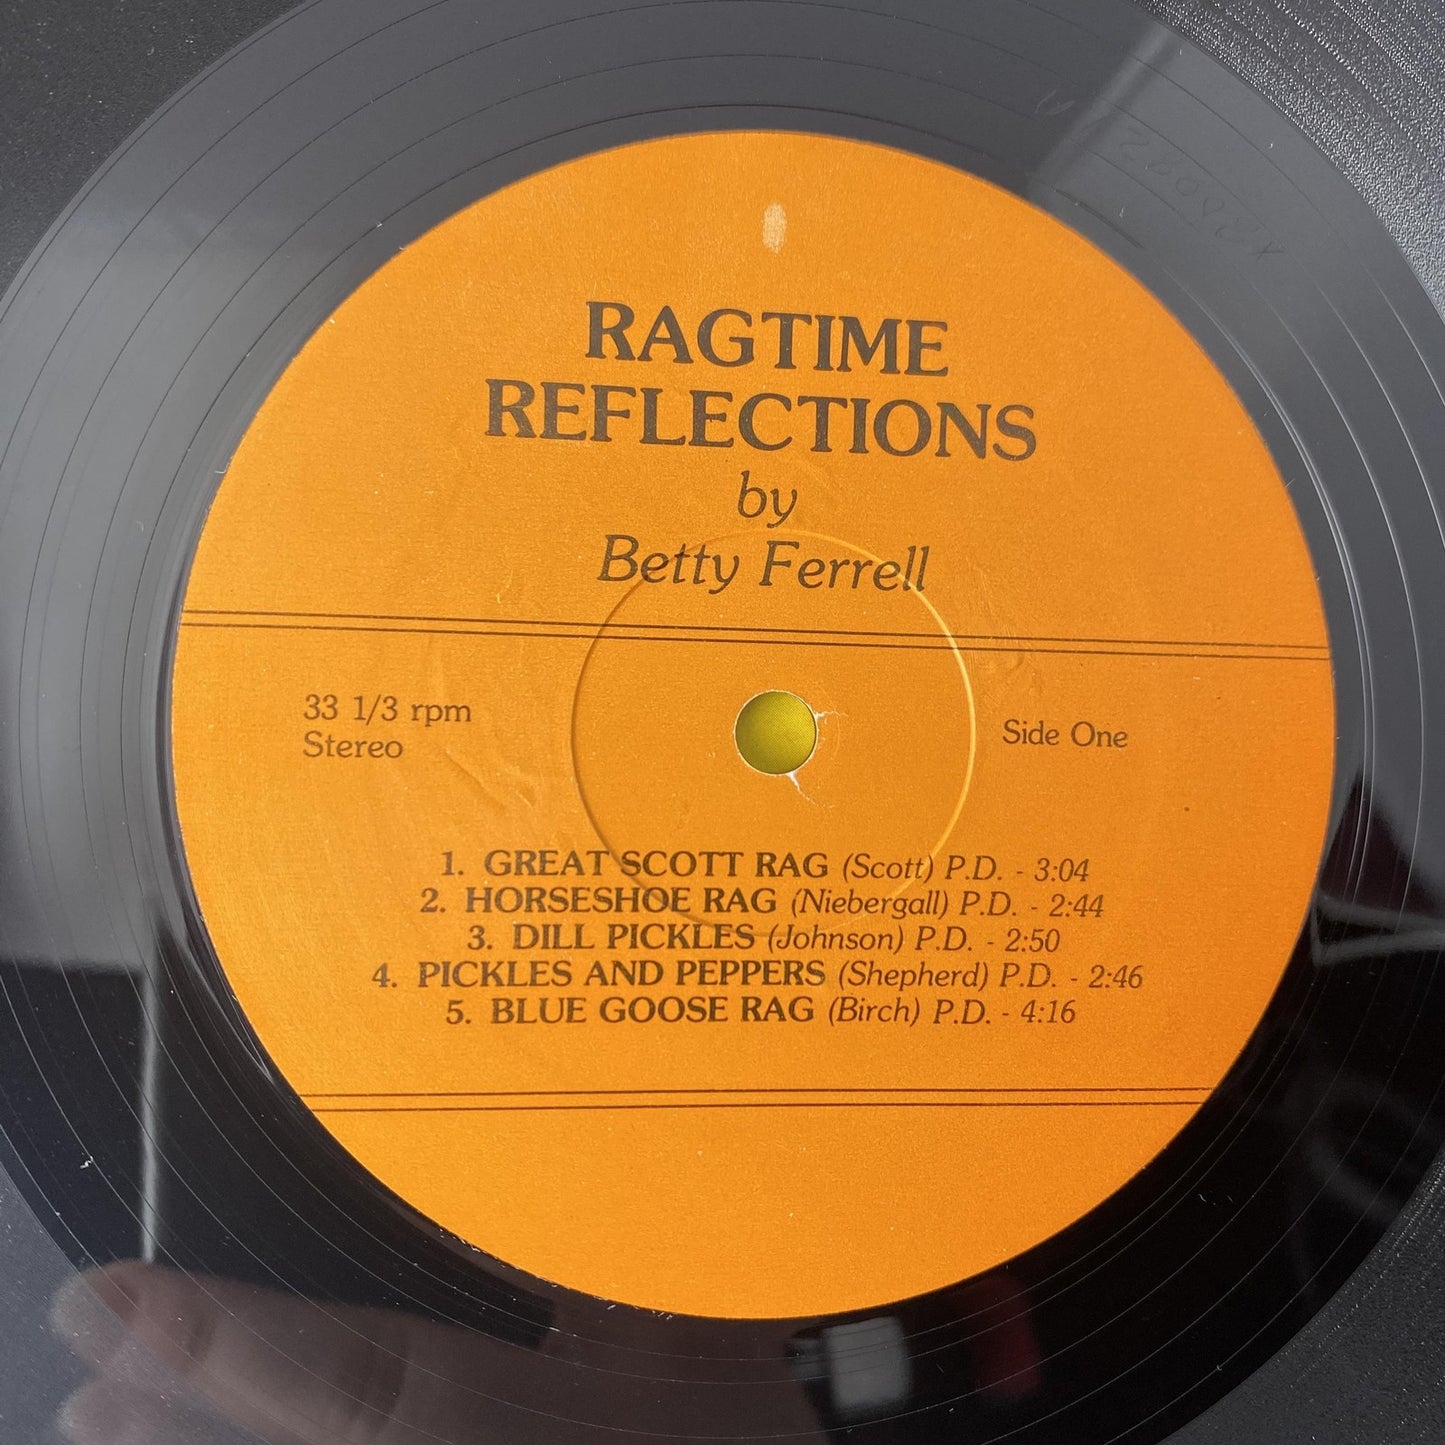 RAGTIME
REFLECTIONS
by
Betty Ferrell
33 1/3 rpm
Stereo
Side One
1. GREAT SCOTT RAG (Scott) P.D. - 3:04
2. HORSESHOE RAG (Niebergall) P.D. - 2:44
3. DILL PICKLES (Johnson) P.D. - 2:50
4. PICKLES AND PEPPERS (Shepherd) P.D. - 2:46
5. BLUE GOOSE RAG (Birch) P.D. - 4:16